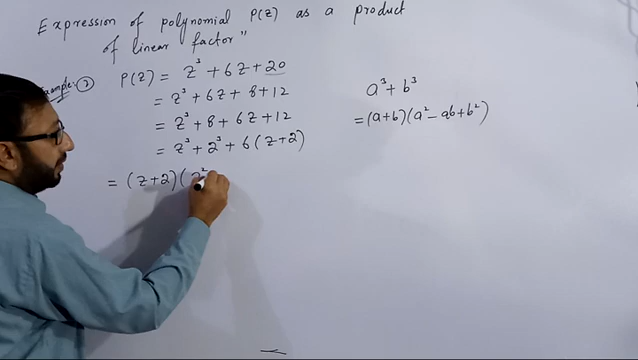 Expression of polynomial P(Z) as a product
of linear factor"
Example: 2
P(Z) = z³ + 6z + 20
= z³ + 6z + 8 + 12
= z³ + 8 + 6z + 12
= z³ + 2³ + 6(z+2)
= (z+2)(z²
a³ + b³
= (a+b)(a² - ab + b²)